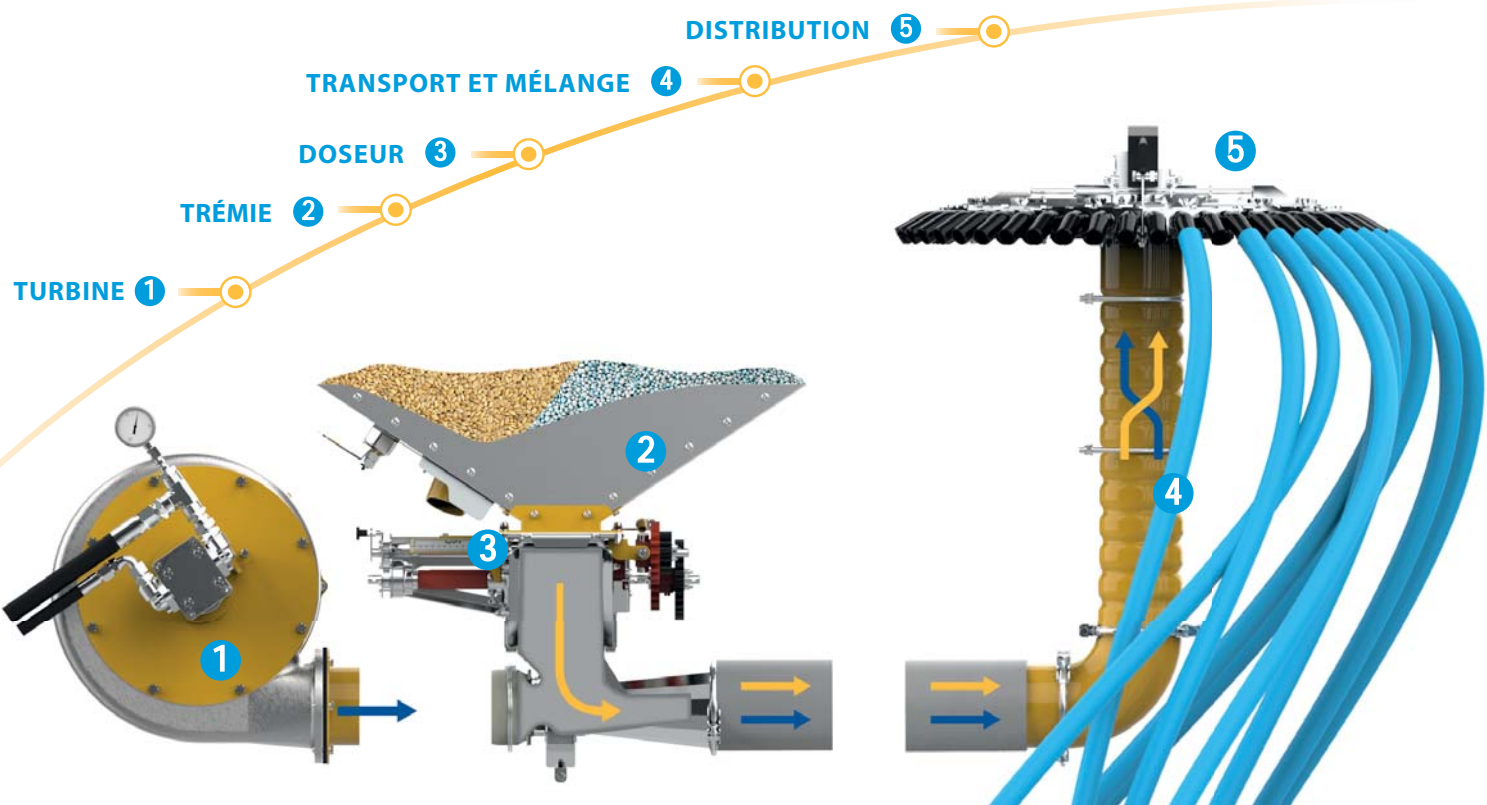 DISTRIBUTION 5
TRANSPORT ET MÉLANGE 4
DOSEUR 3
TRÉMIE 2
TURBINE 1
5
2
4
3
1